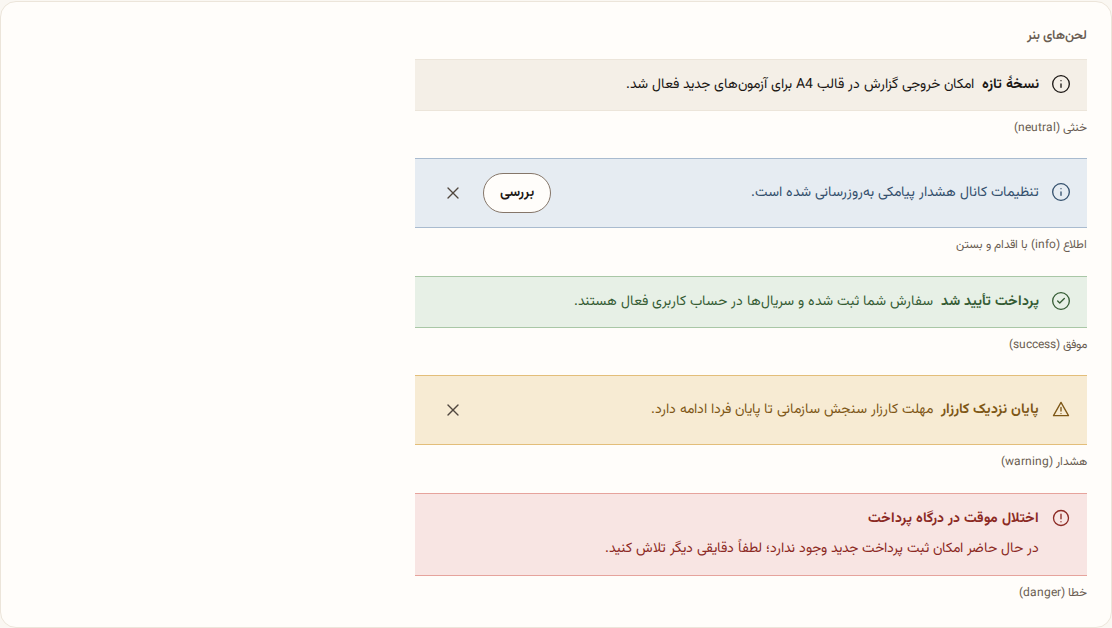 لحن‌های بنر
نسخهٔ تازه امکان خروجی گزارش در قالب A4 برای آزمون‌های جدید فعال شد.
خنثی (neutral)
تنظیمات کانال هشدار پیامکی به‌روزرسانی شده است. بررسی
اطلاع (info) با اقدام و بستن
پرداخت تأیید شد سفارش شما ثبت شده و سریال‌ها در حساب کاربری فعال هستند.
موفق (success)
پایان نزدیک کارزار مهلت کارزار سنجش سازمانی تا پایان فردا ادامه دارد.
هشدار (warning)
اختلال موقت در درگاه پرداخت
در حال حاضر امکان ثبت پرداخت جدید وجود ندارد؛ لطفاً دقایقی دیگر تلاش کنید.
خطا (danger)